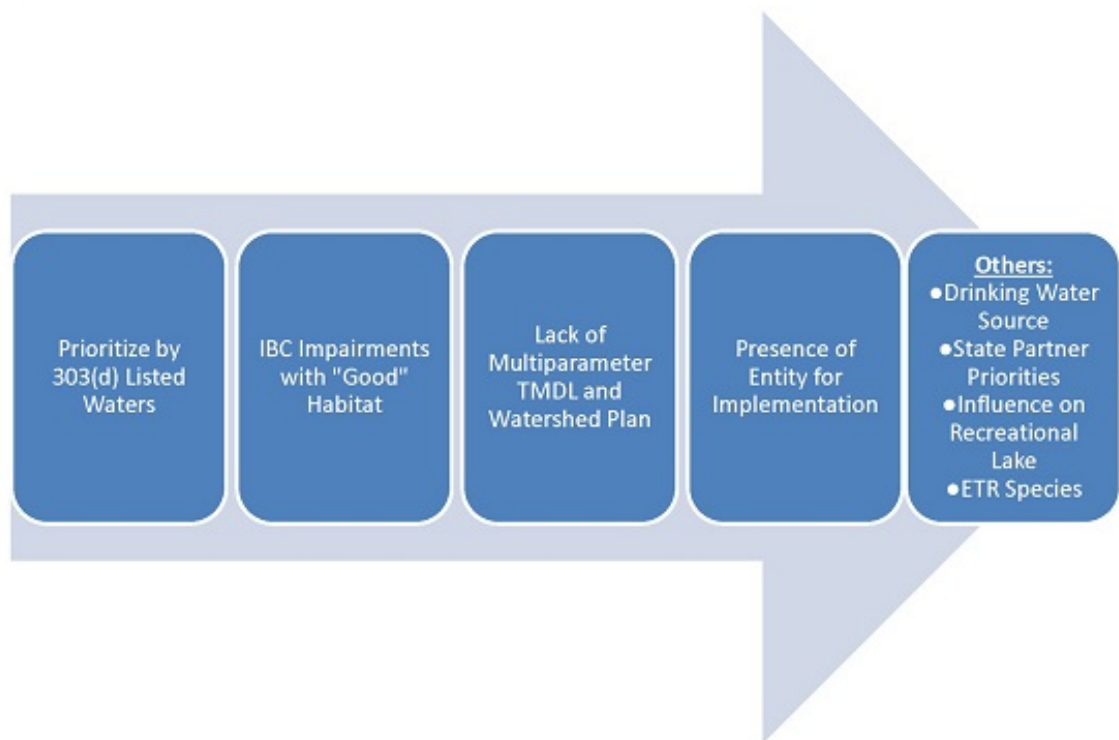 Prioritize by
303(d) Listed
Waters
IBC Impairments
with "Good"
Habitat
Lack of
Multiparameter
TMDL and
Watershed Plan
Presence of
Entity for
Implementation
Others:
●Drinking Water
Source
●State Partner
Priorities
●Influence on
Recreational
Lake
●ETR Species